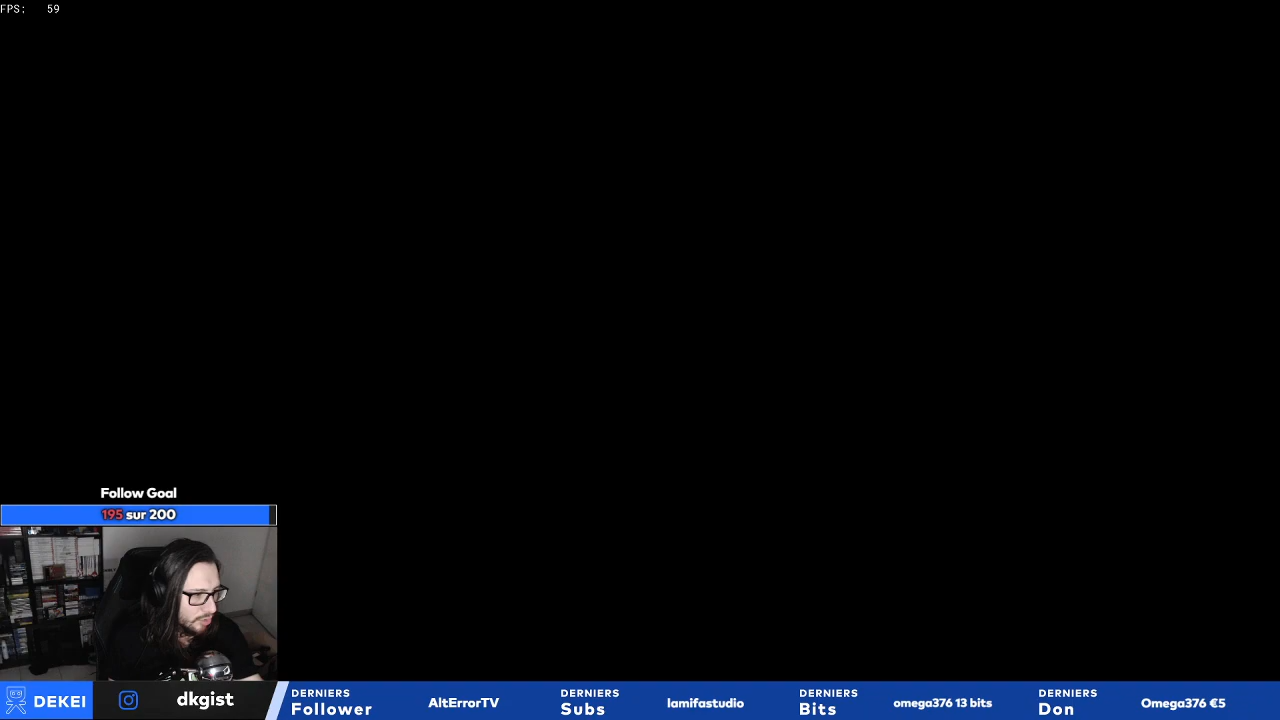 FPS: 59
Follow Goal
195 sur 200
DEKEI
dkgist
DERNIERS
Follower
AltErrorTV
DERNIERS
Subs
lamifastudio
DERNIERS
Bits
omega376 13 bits
DERNIERS
Don
Omega376 €5